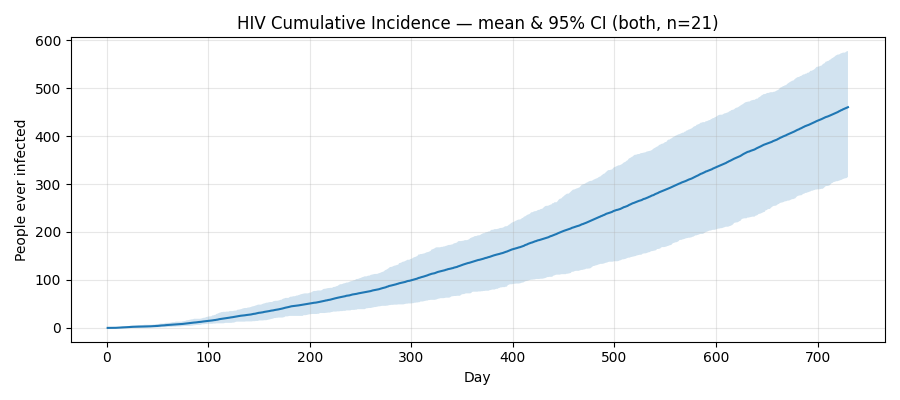 HIV Cumulative Incidence — mean & 95% CI (both, n=21)
People ever infected
600
500
400
300
200
100
0
0 100 200 300 400 500 600 700
Day